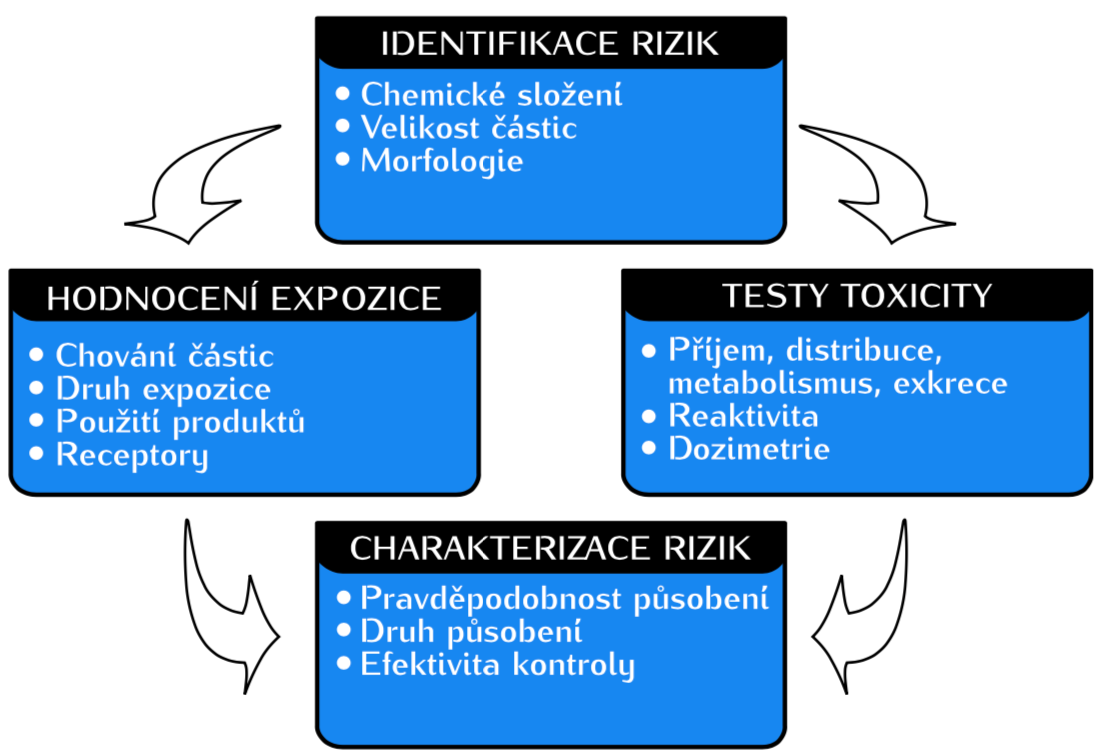 IDENTIFIKACE RIZIK
• Chemické složení
• Velikost částic
• Morfologie
HODNOCENÍ EXPOZICE
• Chování částic
• Druh expozice
• Použití produktů
• Receptory
TESTY TOXICITY
• Příjem, distribuce,
metabolismus, exkrece
• Reaktivita
• Dozimetrie
CHARAKTERIZACE RIZIK
• Pravděpodobnost působení
• Druh působení
• Efektivita kontroly